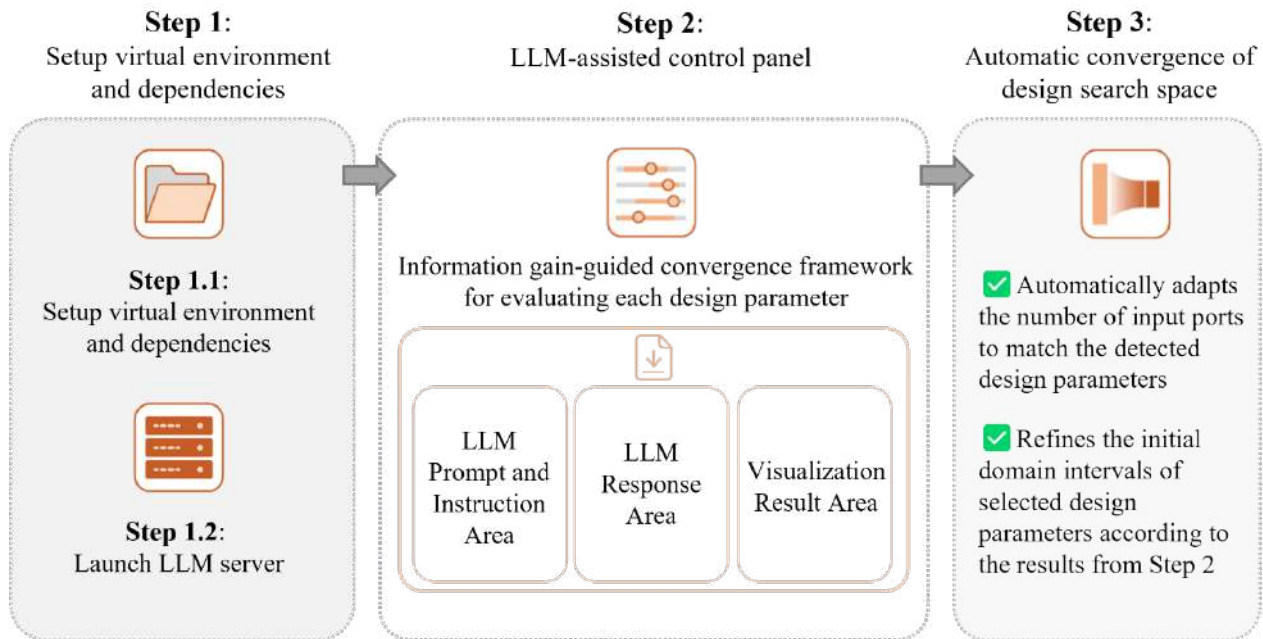 Step 1:
Setup virtual environment
and dependencies
Step 1.1:
Setup virtual environment
and dependencies
Step 1.2:
Launch LLM server
Step 2:
LLM-assisted control panel
Information gain-guided convergence framework
for evaluating each design parameter
LLM
Prompt and
Instruction
Area
LLM
Response
Area
Visualization
Result Area
Step 3:
Automatic convergence of
design search space
✅ Automatically adapts
the number of input ports
to match the detected
design parameters
✅ Refines the initial
domain intervals of
selected design
parameters according to
the results from Step 2